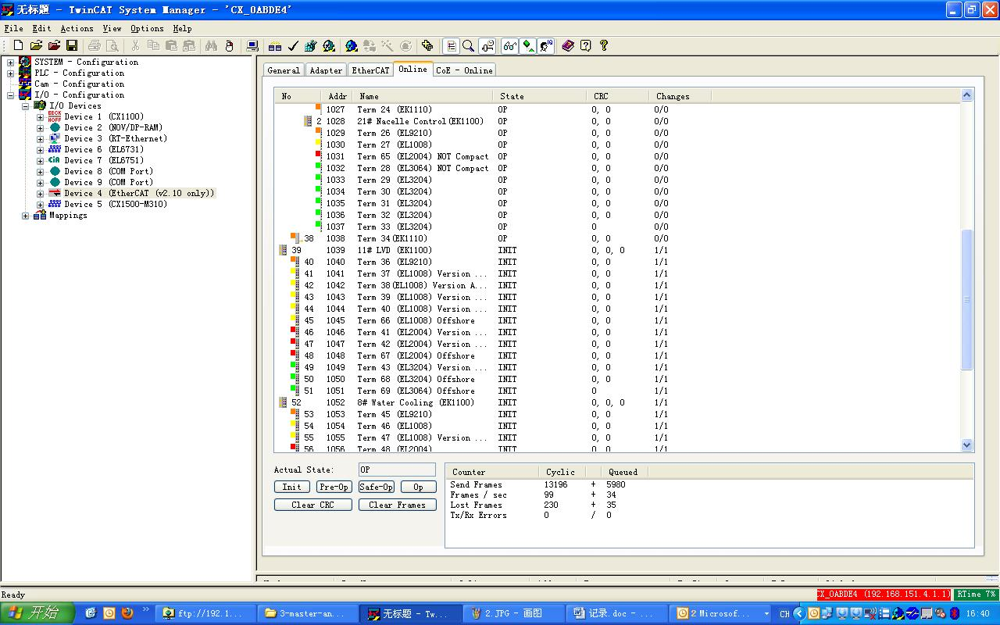 无标题 - TwinCAT System Manager - 'CX_0ABDE4'
File Edit Actions View Options Help
SYSTEM - Configuration
PLC - Configuration
Cam - Configuration
I/O - Configuration
I/O Devices
Device 1 (CX1100)
Device 2 (NOV/DP-RAM)
Device 3 (RT-Ethernet)
Device 6 (EL6731)
Device 7 (EL6751)
Device 8 (COM Port)
Device 9 (COM Port)
Device 4 (EtherCAT (v2.10 only))
Device 5 (CX1500-M310)
Mappings
General Adapter EtherCAT Online CoE - Online
No Addr Name State CRC Changes
1027 Term 24 (EK1110) OP 0, 0 0/0
2 1028 21# Nacelle Control(EK1100) OP 0, 0 0/0
1029 Term 26 (EL9210) OP 0, 0 0/0
1030 Term 27 (EL1008) OP 0, 0 0/0
1031 Term 65 (EL2004) NOT Compact OP 0, 0 0/0
1032 Term 28 (EL3064) NOT Compact OP 0, 0 0/0
1033 Term 29 (EL3204) OP 0, 0 0/0
1034 Term 30 (EL3204) OP 0, 0 0/0
1035 Term 31 (EL3204) OP 0, 0 0/0
1036 Term 32 (EL3204) OP 0, 0 0/0
1037 Term 33 (EL3204) OP 0 0/0
38 1038 Term 34(EK1110) OP 0, 0 0/0
39 1039 11# LVD (EK1100) INIT 0, 0, 0 1/1
40 1040 Term 36 (EL9210) INIT 0, 0 1/1
41 1041 Term 37 (EL1008) Version ... INIT 0, 0 1/1
42 1042 Term 38(EL1008) Version A... INIT 0, 0 1/1
43 1043 Term 39 (EL1008) Version ... INIT 0, 0 1/1
44 1044 Term 40 (EL1008) Version ... INIT 0, 0 1/1
45 1045 Term 66 (EL1008) Offshore INIT 0, 0 1/1
46 1046 Term 41 (EL2004) Version ... INIT 0, 0 1/1
47 1047 Term 42 (EL2004) Version ... INIT 0, 0 1/1
48 1048 Term 67 (EL2004) Offshore INIT 0, 0 1/1
49 1049 Term 43 (EL3204) Version ... INIT 0, 0 1/1
50 1050 Term 68 (EL3204) Offshore INIT 0, 0 1/1
51 1051 Term 69 (EL3064) Offshore INIT 0 1/1
52 1052 8# Water Cooling (EK1100) INIT 0, 0, 0 1/1
53 1053 Term 45 (EL9210) INIT 0, 0 1/1
54 1054 Term 46 (EL1008) INIT 0, 0 1/1
55 1055 Term 47 (EL1008) Version ... INIT 0, 0 1/1
56 1056 Term 48 (EL2004) INIT 0, 0 1/1
Actual State: OP
Init Pre-Op Safe-Op Op
Clear CRC Clear Frames
Counter Cyclic Queued
Send Frames 13196 + 5980
Frames / sec 99 + 34
Lost Frames 230 + 35
Tx/Rx Errors 0 / 0
Ready
CX_0ABDE4 (192.168.151.4.1.1) RTime 7%
开始 ftp://192.1... 3-master-an... 无标题 - Tw... 2.JPG - 画图 记录.doc - ... 2 Microsof... CH 16:40